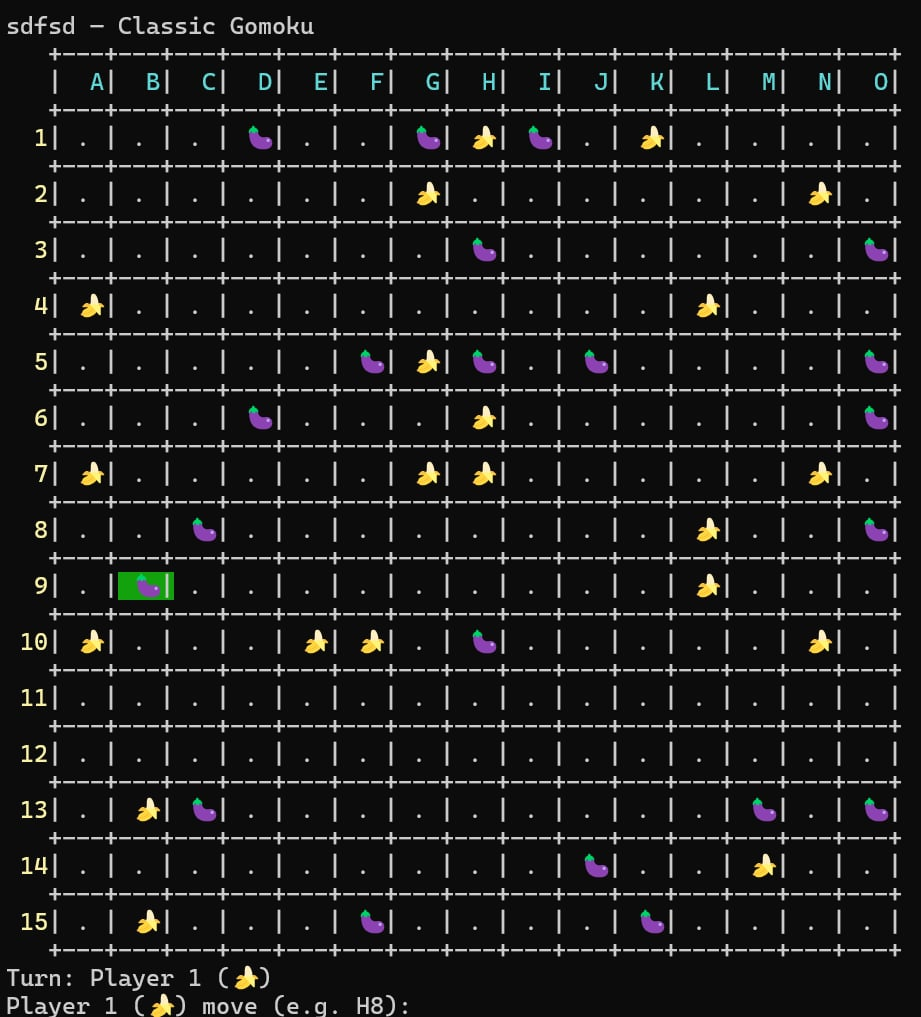 sdfsd — Classic Gomoku
| A| B| C| D| E| F| G| H| I| J| K| L| M| N| O|
1| .| .| .| 🍆| .| .| 🍆| 🍌| 🍆| .| 🍌| .| .| .| .|
2| .| .| .| .| .| .| 🍌| .| .| .| .| .| .| 🍌| .|
3| .| .| .| .| .| .| .| 🍆| .| .| .| .| .| .| 🍆|
4| 🍌| .| .| .| .| .| .| .| .| .| .| 🍌| .| .| .|
5| .| .| .| .| .| 🍆| 🍌| 🍆| .| 🍆| .| .| .| .| 🍆|
6| .| .| .| 🍆| .| .| .| 🍌| .| .| .| .| .| .| 🍆|
7| 🍌| .| .| .| .| .| 🍌| 🍌| .| .| .| .| .| 🍌| .|
8| .| .| 🍆| .| .| .| .| .| .| .| .| 🍌| .| .| 🍆|
9| .| 🍆| .| .| .| .| .| .| .| .| .| 🍌| .| .| .|
10| 🍌| .| .| .| 🍌| 🍌| .| 🍆| .| .| .| .| .| 🍌| .|
11| .| .| .| .| .| .| .| .| .| .| .| .| .| .| .|
12| .| .| .| .| .| .| .| .| .| .| .| .| .| .| .|
13| .| 🍌| 🍆| .| .| .| .| .| .| .| .| .| 🍆| .| 🍆|
14| .| .| .| .| .| .| .| .| .| 🍆| .| .| 🍌| .| .|
15| .| 🍌| .| .| .| 🍆| .| .| .| .| 🍆| .| .| .| .|
Turn: Player 1 (🍌)
Player 1 (🍌) move (e.g. H8):